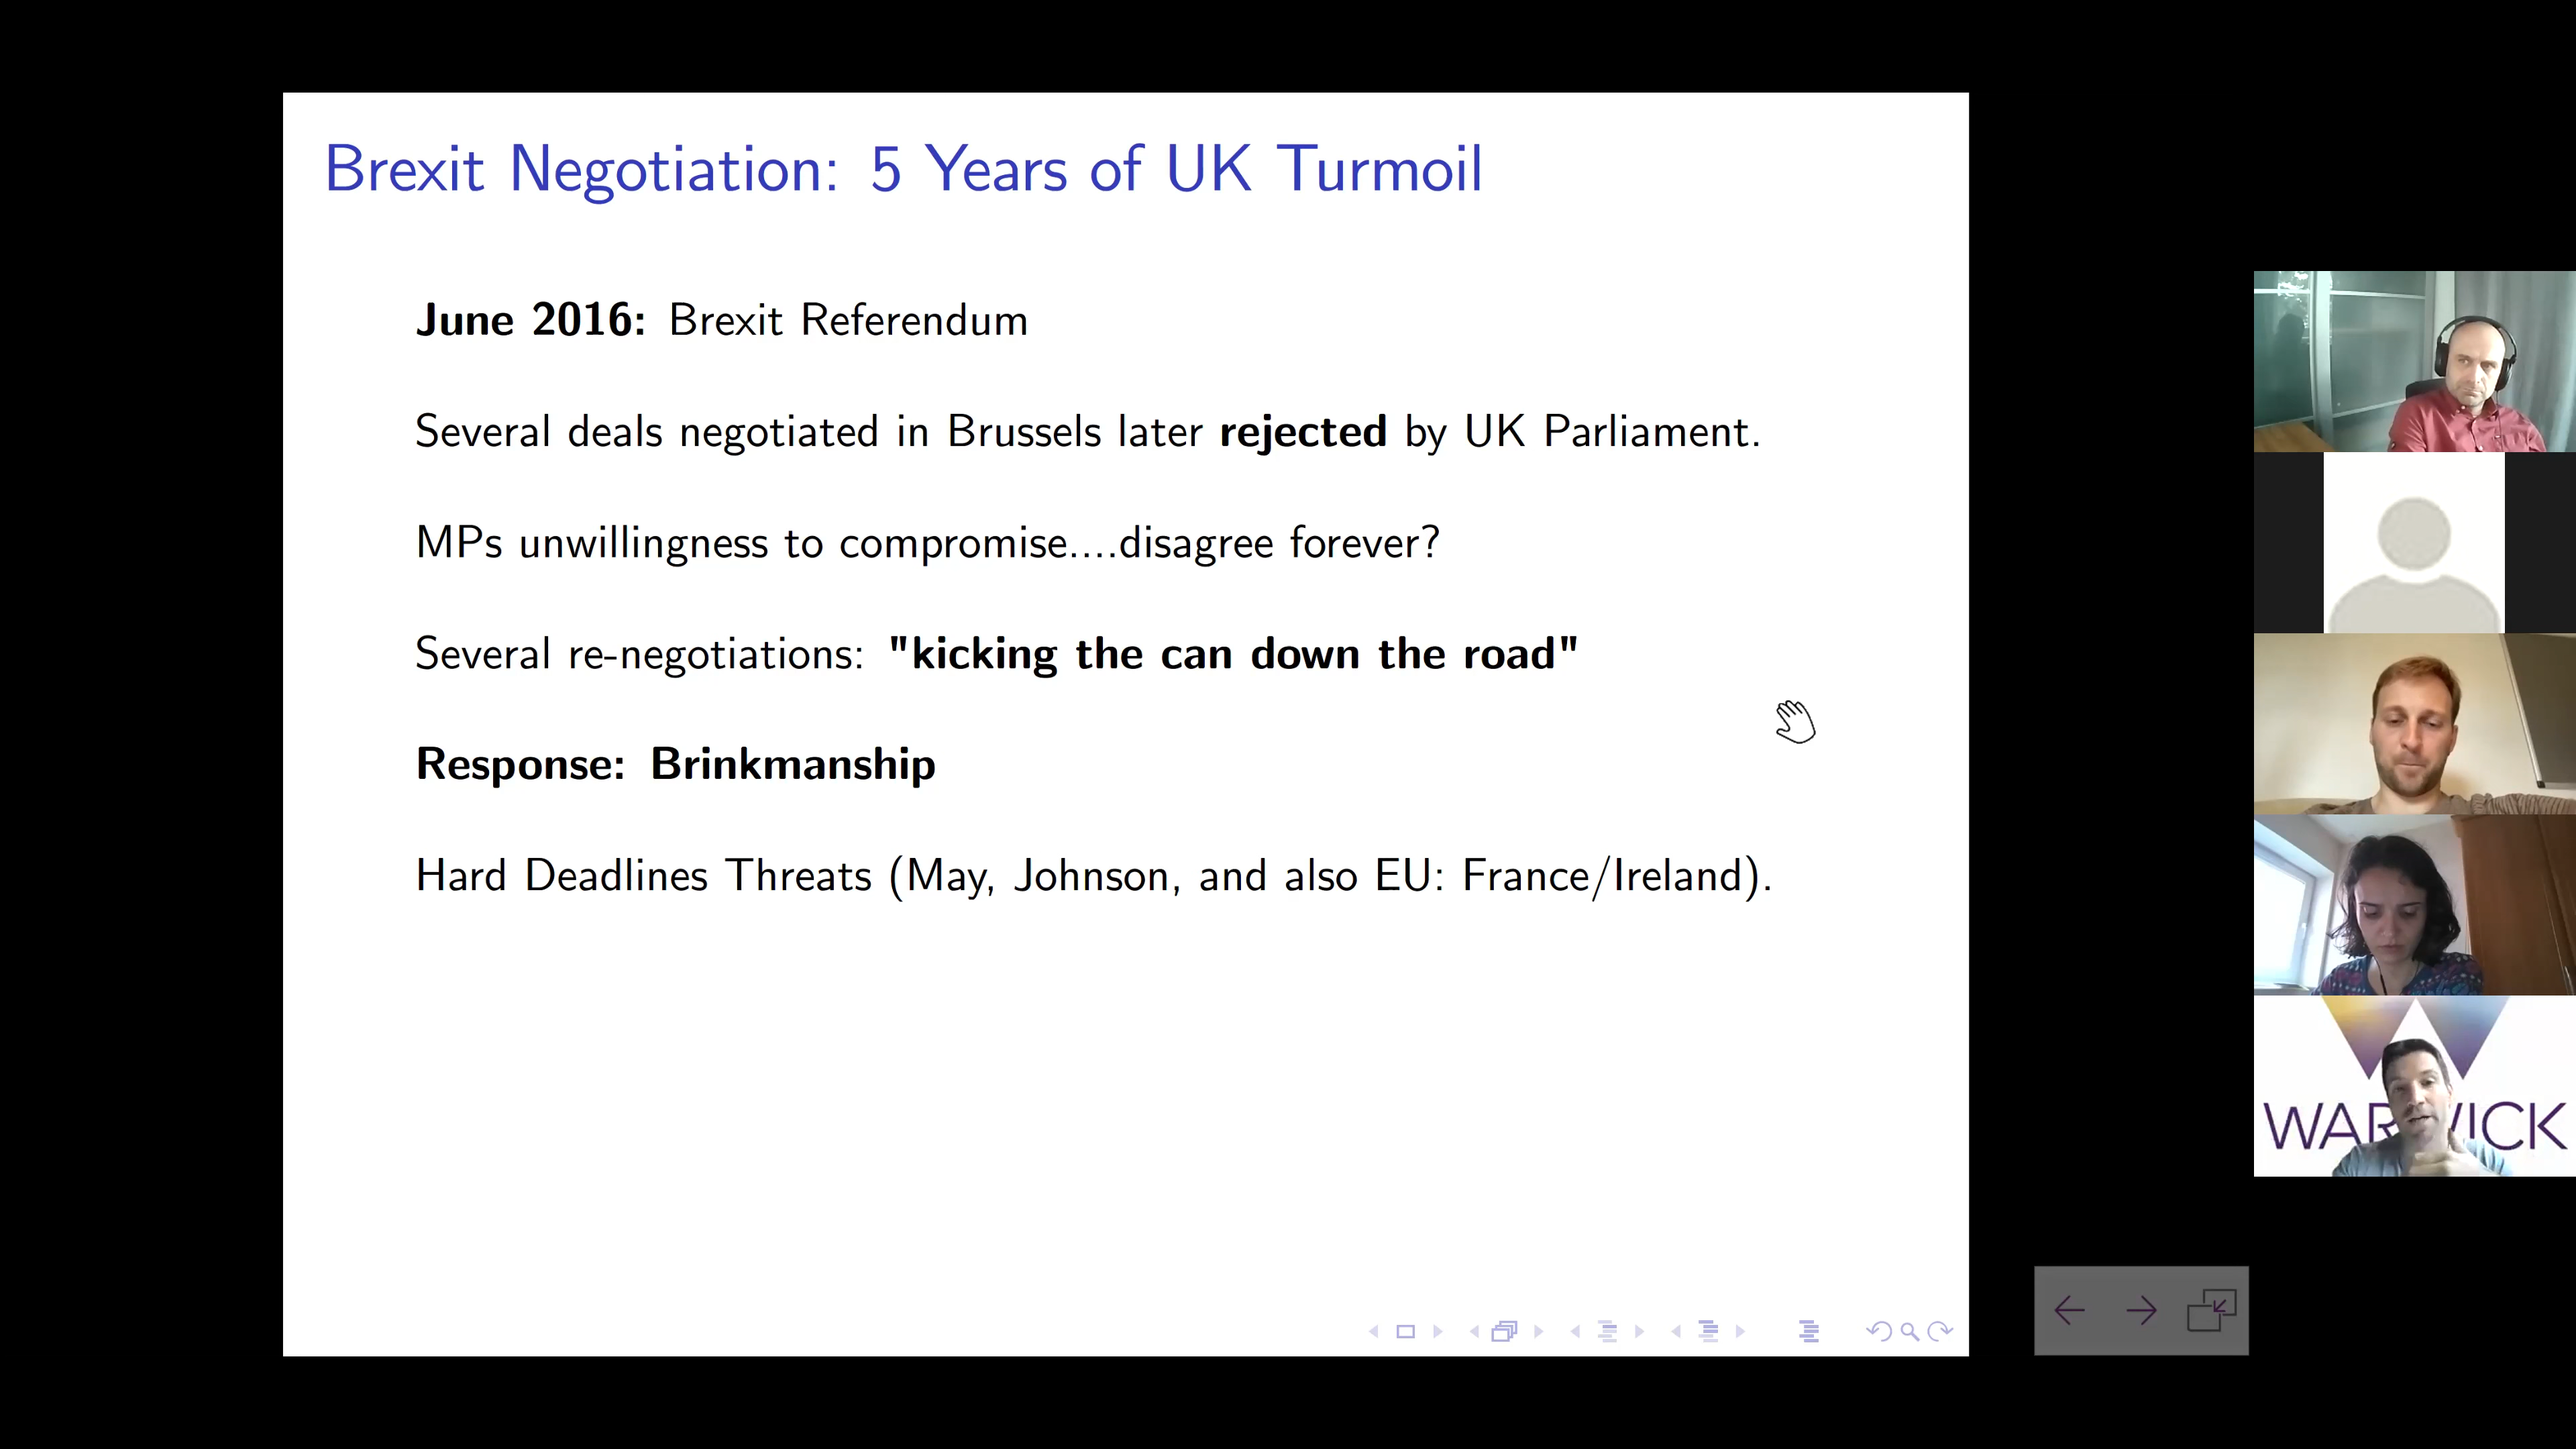 Brexit Negotiation: 5 Years of UK Turmoil
June 2016: Brexit Referendum
Several deals negotiated in Brussels later rejected by UK Parliament.
MPs unwillingness to compromise....disagree forever?
Several re-negotiations: "kicking the can down the road"
Response: Brinkmanship
Hard Deadlines Threats (May, Johnson, and also EU: France/Ireland).
WARWICK